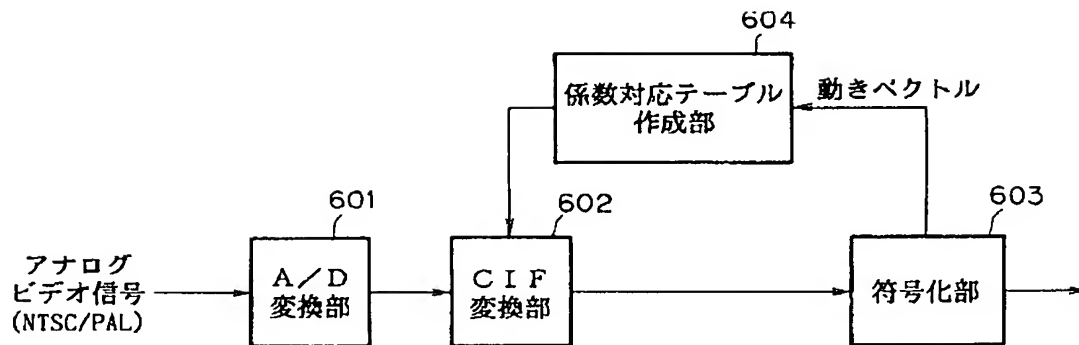 604
係数対応テーブル
作成部
動きベクトル
601
602
603
アナログ
ビデオ信号
(NTSC/PAL)
A／D
変換部
CIF
変換部
符号化部